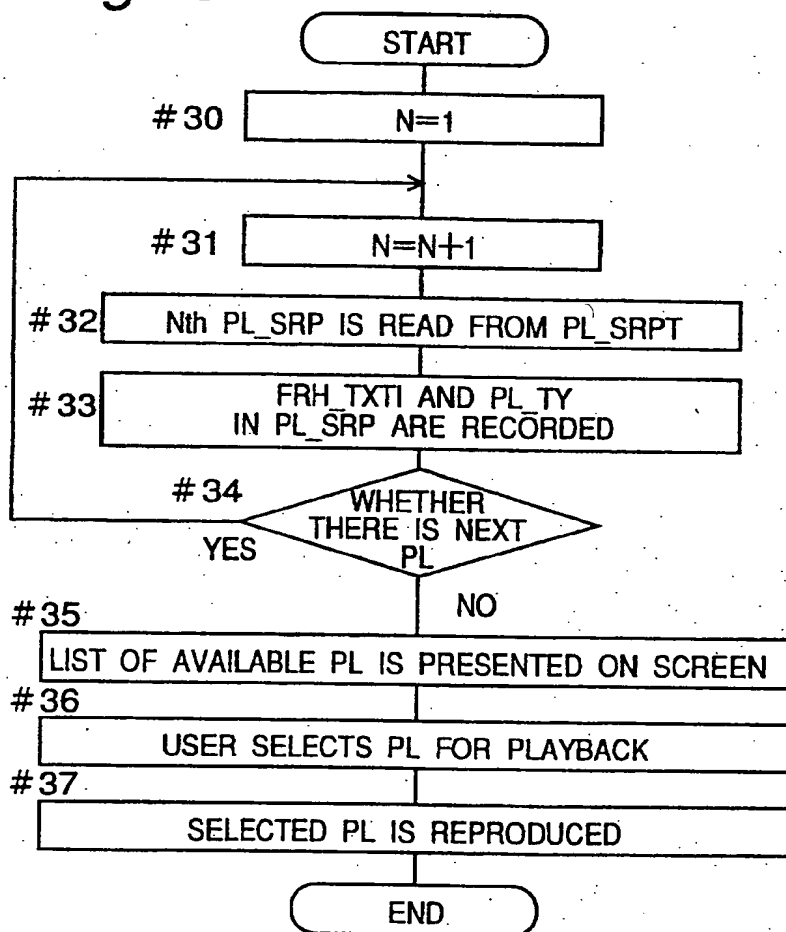 START
#30
N=1
#31
N=N+1
#32
Nth PL_SRP IS READ FROM PL_SRPT
#33
FRH_TXTI AND PL_TY
IN PL_SRP ARE RECORDED
#34
WHETHER
THERE IS NEXT
PL
YES
NO
#35
LIST OF AVAILABLE PL IS PRESENTED ON SCREEN
#36
USER SELECTS PL FOR PLAYBACK
#37
SELECTED PL IS REPRODUCED
END